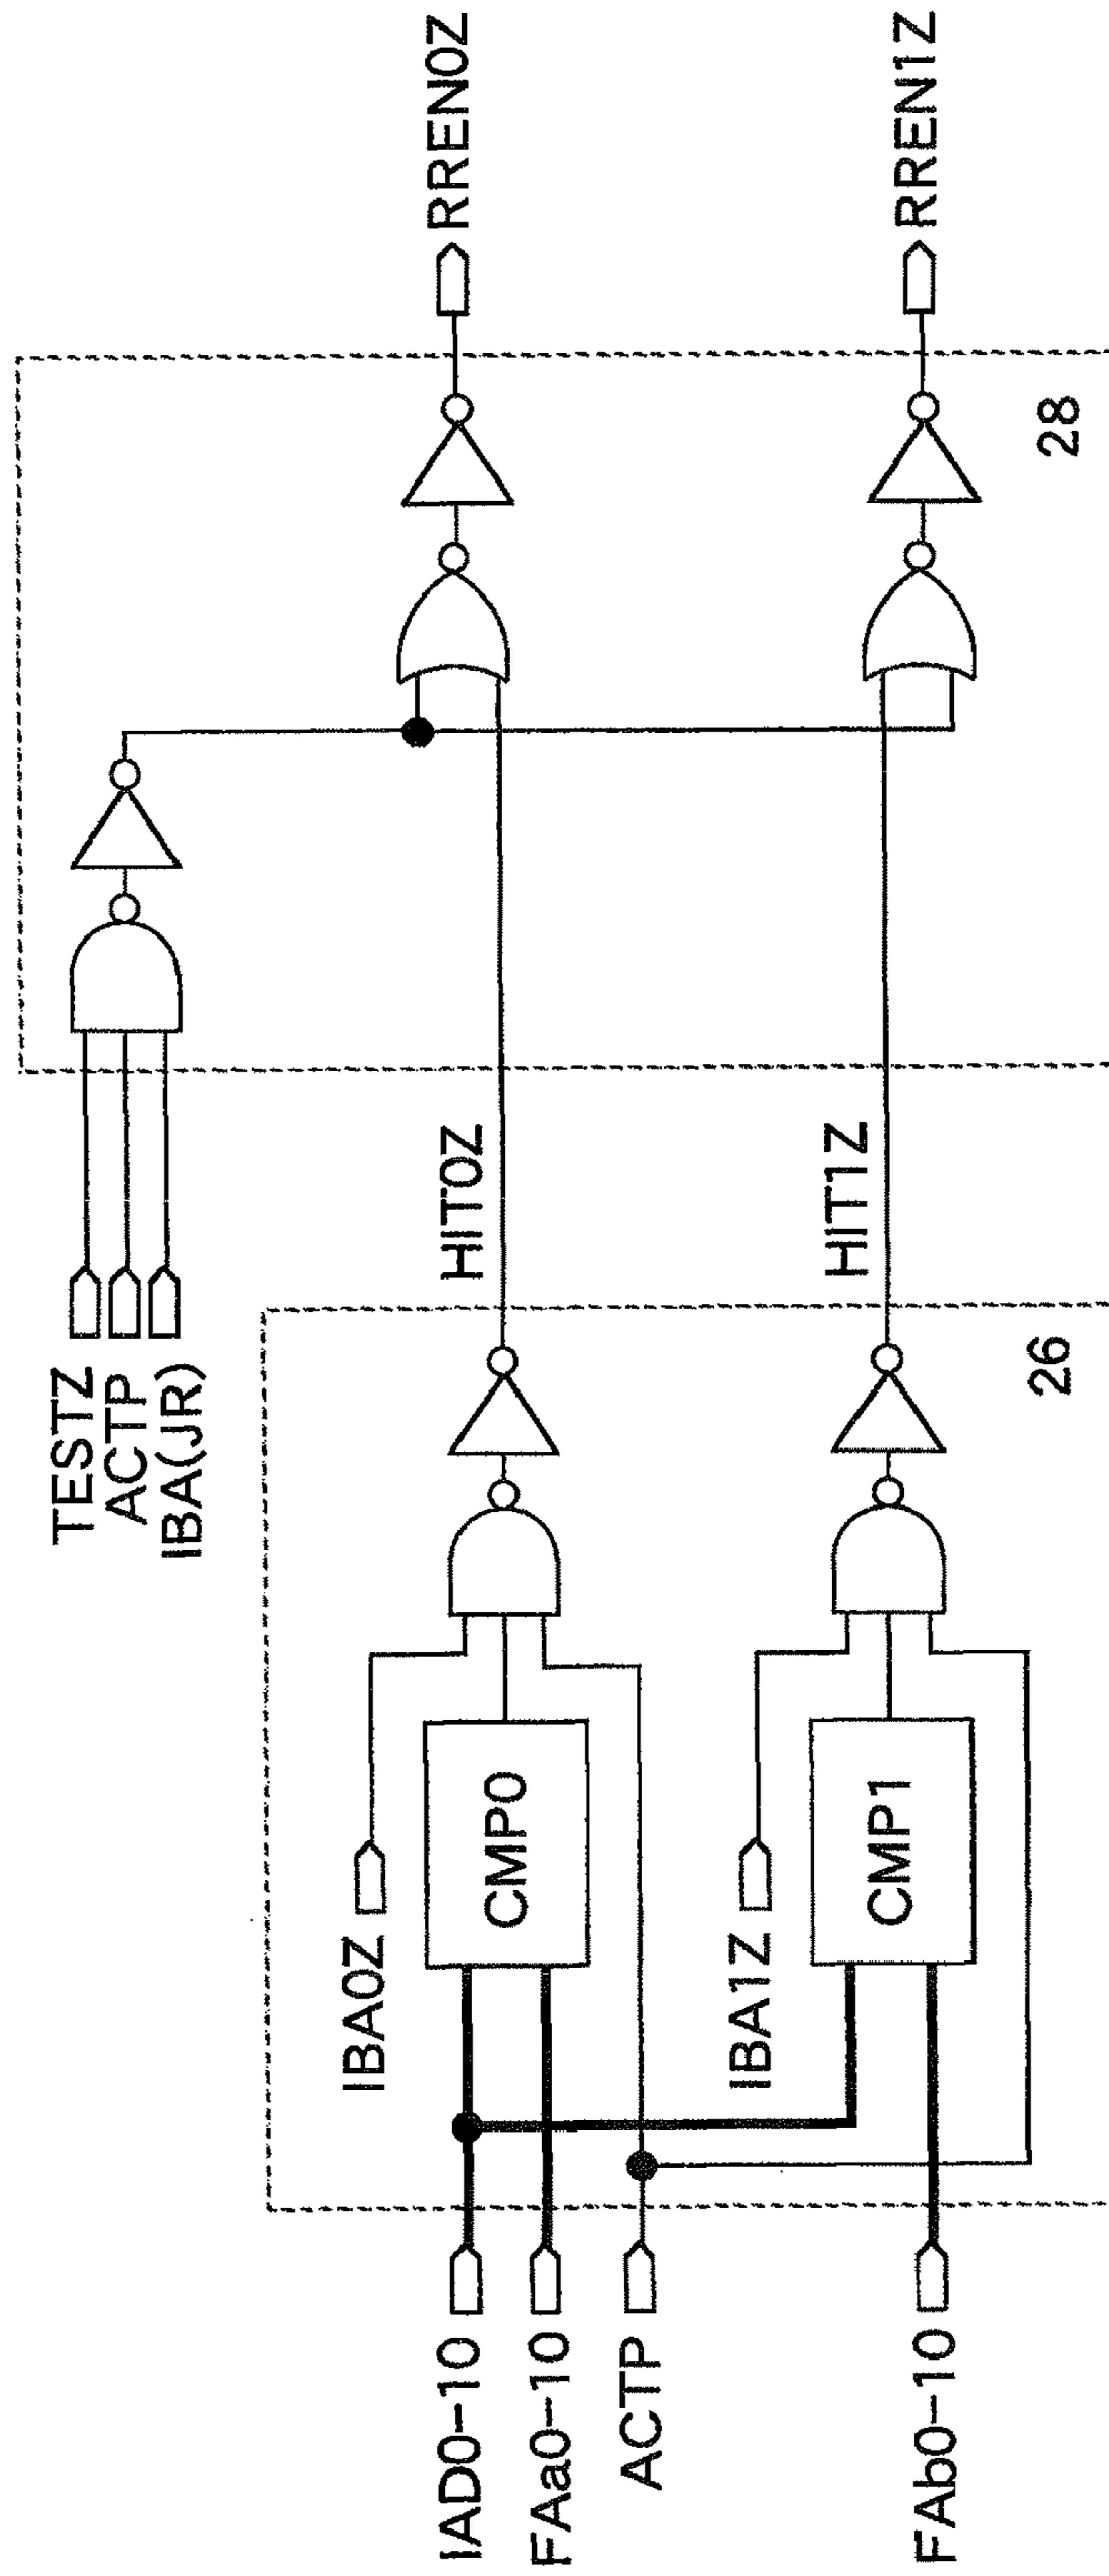 TESTZ
ACTP
IBA(JR)
RREN0Z
HIT0Z
28
RREN1Z
HIT1Z
IBA0Z
CMP0
IAD0-10
FAa0-10
ACTP
IBA1Z
CMP1
FAb0-10
26